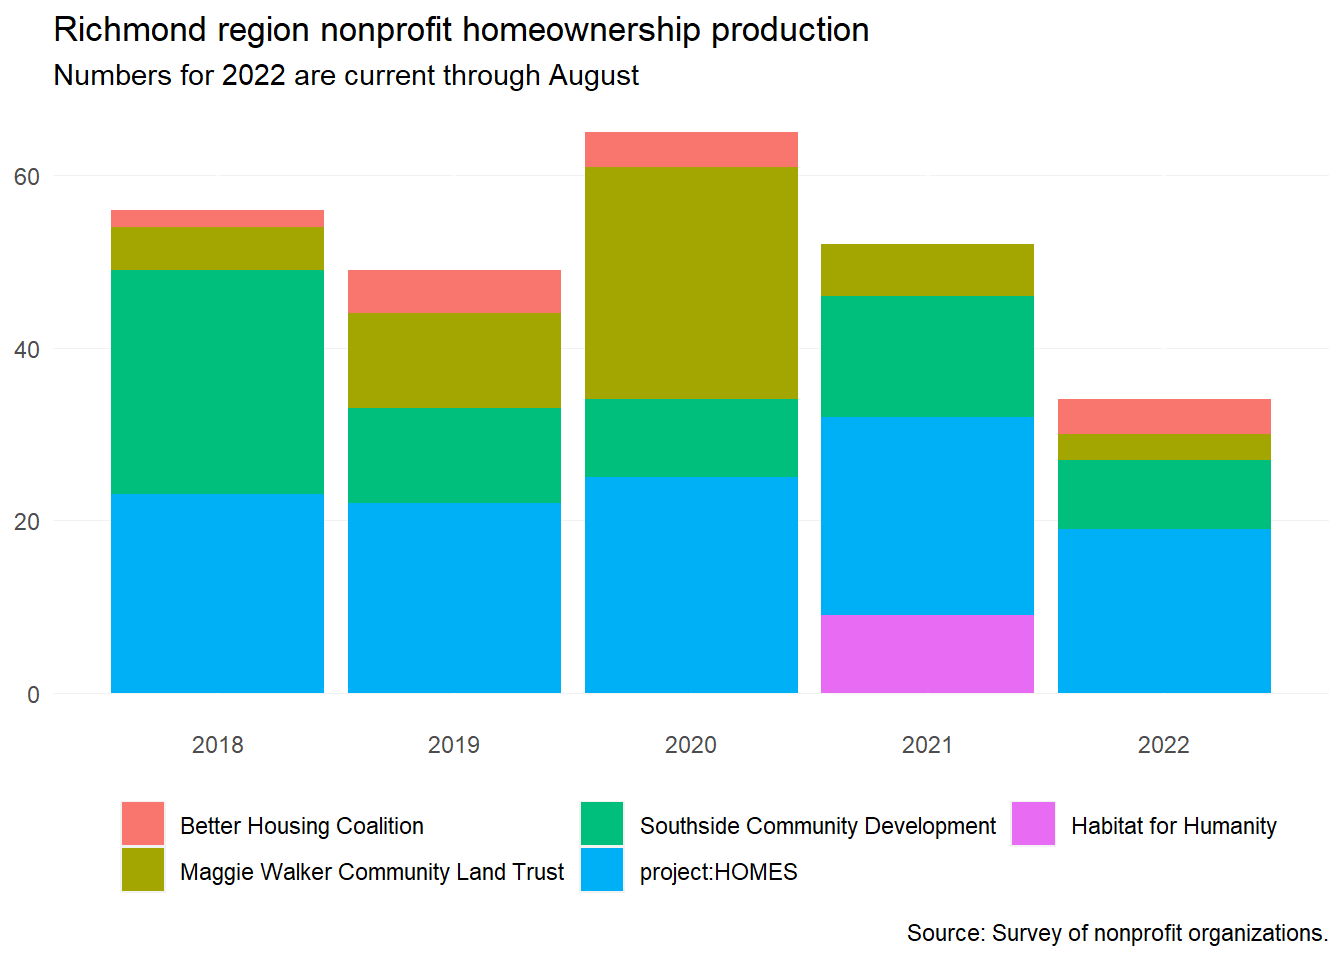 Richmond region nonprofit homeownership production
Numbers for 2022 are current through August
60
40
20
0
2018 2019 2020 2021 2022
Better Housing Coalition Southside Community Development Habitat for Humanity
Maggie Walker Community Land Trust project:HOMES
Source: Survey of nonprofit organizations.